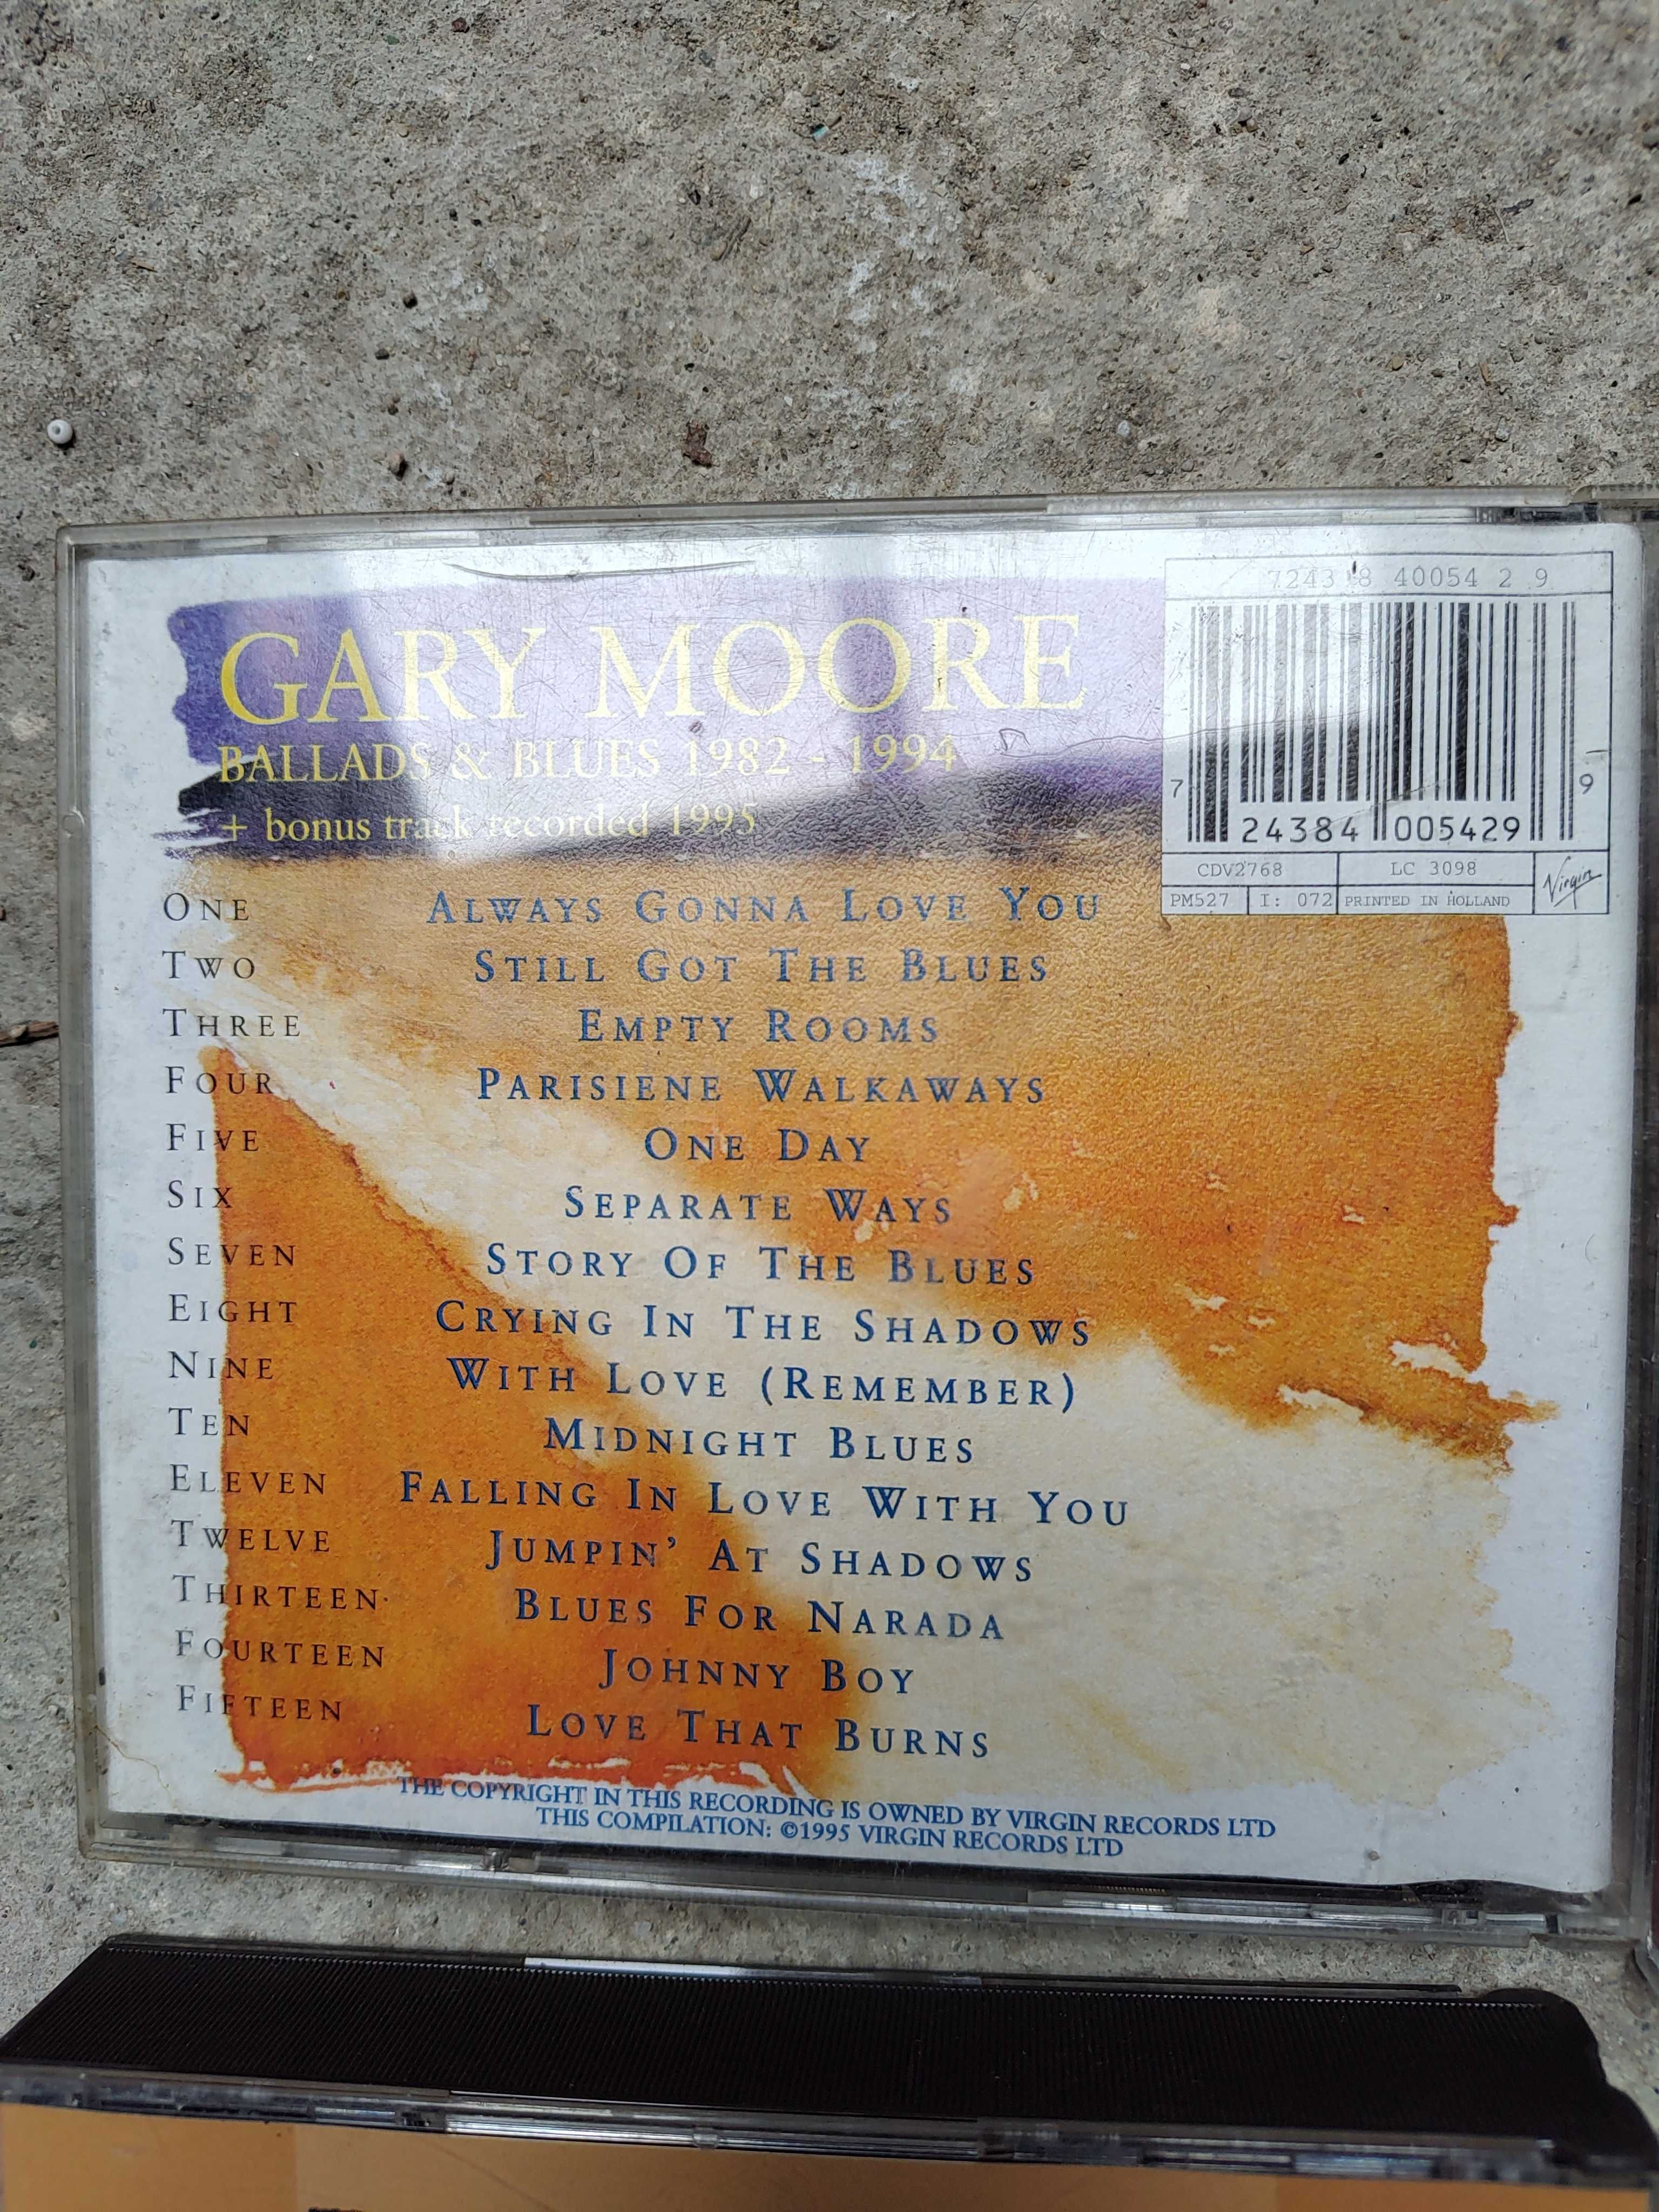 7243 8 40054 2 9
GARY MOORE
BALLADS & BLUES 1982 - 1994
+ bonus track recorded 1995
7 24384 005429 9
CDV2768 LC 3098
PM527 I: 072 PRINTED IN HOLLAND Virgin
ONE ALWAYS GONNA LOVE YOU
TWO STILL GOT THE BLUES
THREE EMPTY ROOMS
FOUR PARISIENE WALKAWAYS
FIVE ONE DAY
SIX SEPARATE WAYS
SEVEN STORY OF THE BLUES
EIGHT CRYING IN THE SHADOWS
NINE WITH LOVE (REMEMBER)
TEN MIDNIGHT BLUES
ELEVEN FALLING IN LOVE WITH YOU
TWELVE JUMPIN' AT SHADOWS
THIRTEEN BLUES FOR NARADA
FOURTEEN JOHNNY BOY
FIFTEEN LOVE THAT BURNS
THE COPYRIGHT IN THIS RECORDING IS OWNED BY VIRGIN RECORDS LTD
THIS COMPILATION: ©1995 VIRGIN RECORDS LTD